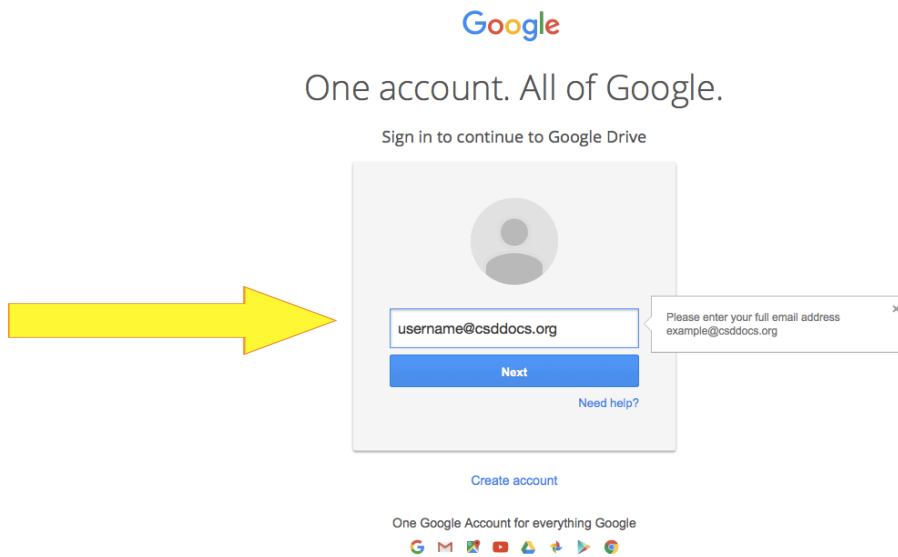 Google
One account. All of Google.
Sign in to continue to Google Drive
username@csddocs.org
Please enter your full email address
example@csddocs.org
Next
Need help?
Create account
One Google Account for everything Google